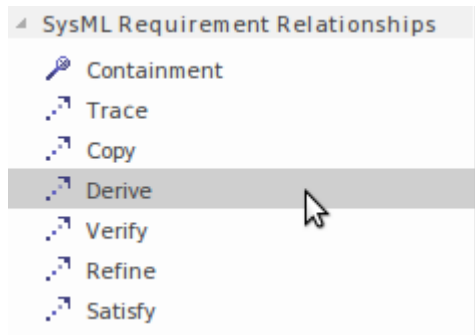 SysML Requirement Relationships
Containment
Trace
Copy
Derive
Verify
Refine
Satisfy